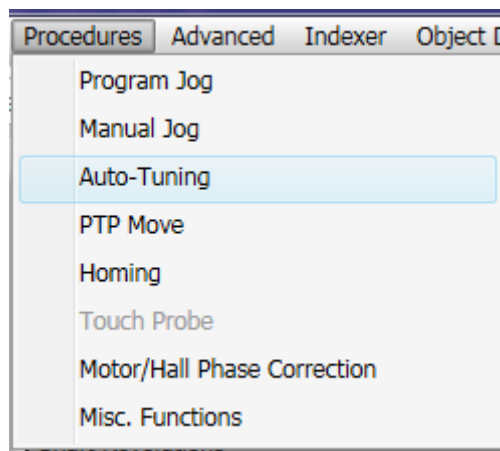 Procedures Advanced Indexer Object
Program Jog
Manual Jog
Auto-Tuning
PTP Move
Homing
Touch Probe
Motor/Hall Phase Correction
Misc. Functions